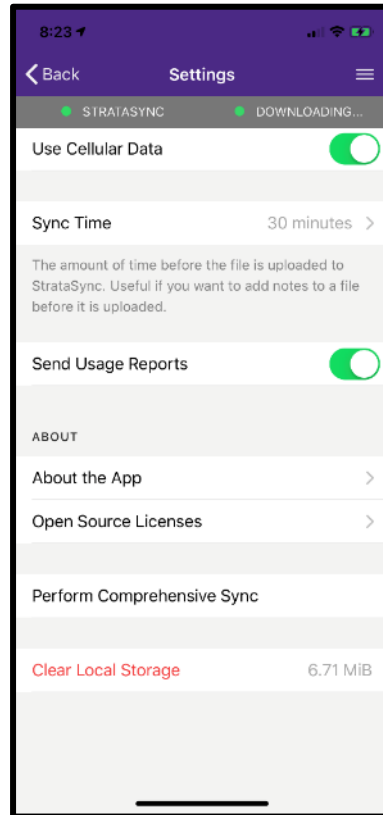 8:23
Back Settings
STRATASYNC DOWNLOADING...
Use Cellular Data
Sync Time 30 minutes
The amount of time before the file is uploaded to
StrataSync. Useful if you want to add notes to a file
before it is uploaded.
Send Usage Reports
ABOUT
About the App
Open Source Licenses
Perform Comprehensive Sync
Clear Local Storage 6.71 MiB